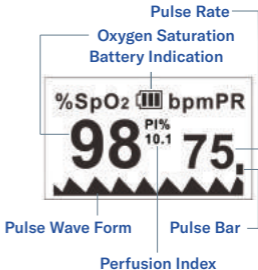 Pulse Rate
Oxygen Saturation
Battery Indication
%SpO2 bpmPR
98 PI% 75
10.1
Pulse Wave Form Pulse Bar
Perfusion Index